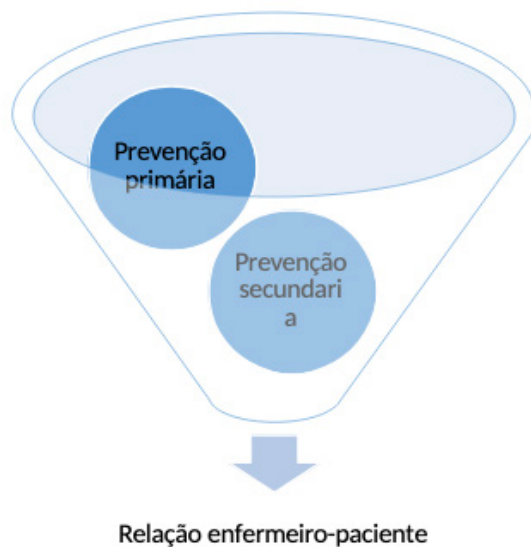 Prevenção
primária
Prevenção
secundari
a
Relação enfermeiro-paciente